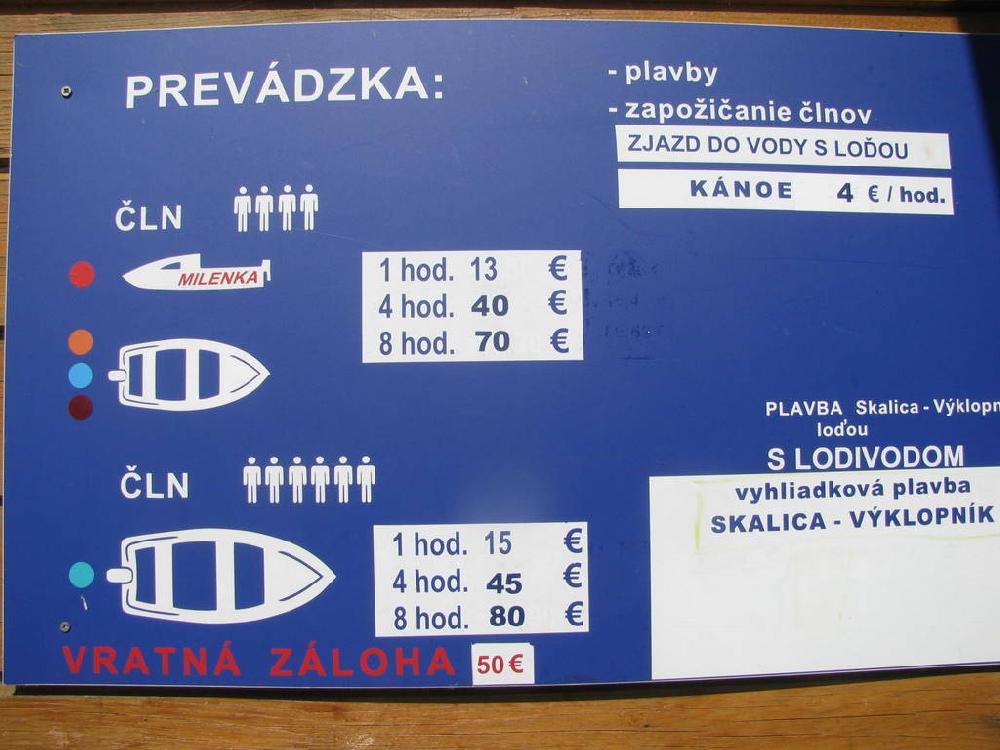 PREVÁDZKA:
- plavby
- zapožičanie člnov
ZJAZD DO VODY S LOĎOU
KÁNOE 4 € / hod.
ČLN
MILENKA
1 hod. 13 €
4 hod. 40 €
8 hod. 70 €
ČLN
1 hod. 15 €
4 hod. 45 €
8 hod. 80 €
VRATNÁ ZÁLOHA 50 €
PLAVBA Skalica - Výklopn
loďou
S LODIVODOM
vyhliadková plavba
SKALICA - VÝKLOPNÍK